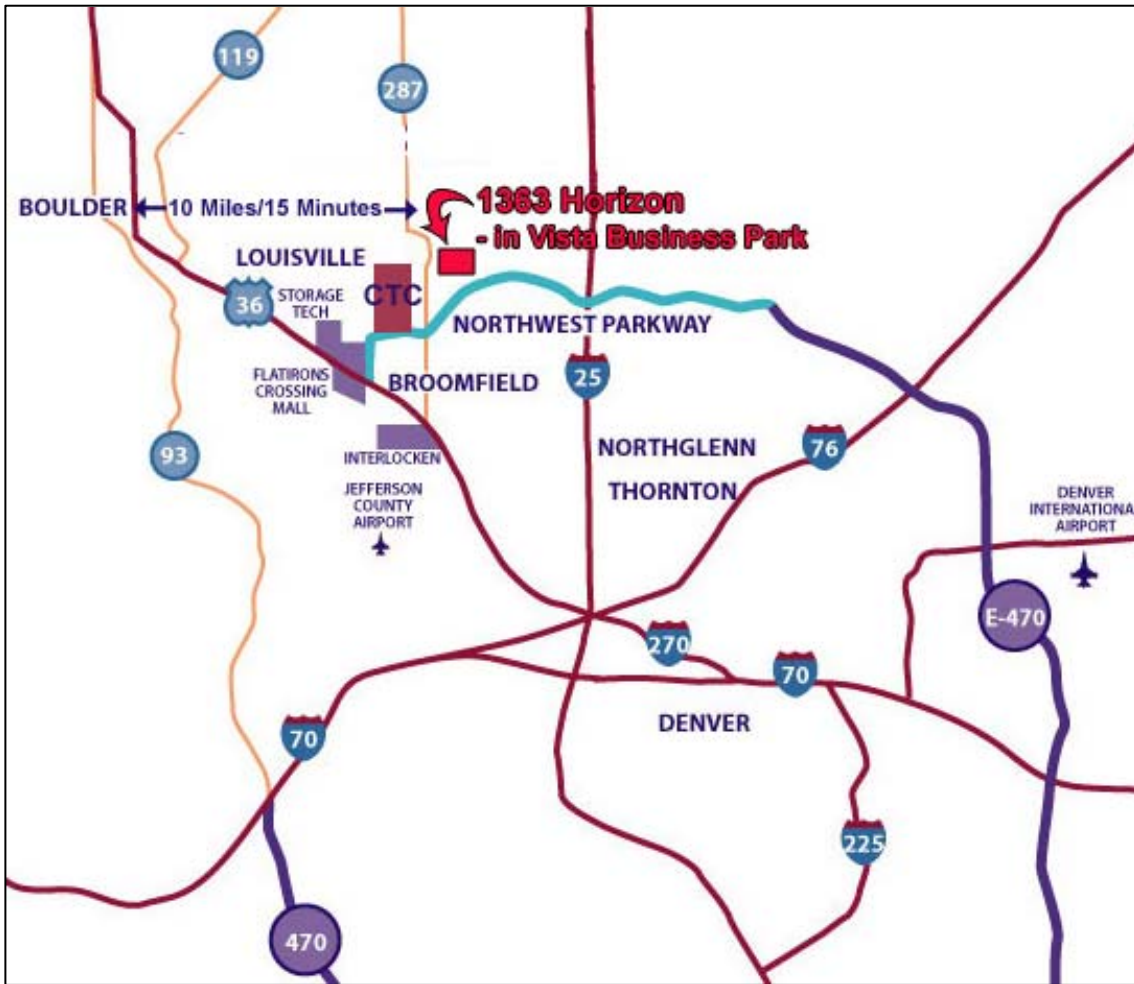 119
287
1363 Horizon
- in Vista Business Park
BOULDER
10 Miles/15 Minutes
LOUISVILLE
STORAGE
TECH
CTC
36
NORTHWEST PARKWAY
FLATIRONS
CROSSING
MALL
BROOMFIELD
25
93
INTERLOCKEN
NORTHGLENN
76
THORNTON
JEFFERSON
COUNTY
AIRPORT
DENVER
INTERNATIONA
AIRPORT
E-470
270
70
DENVER
70
225
470